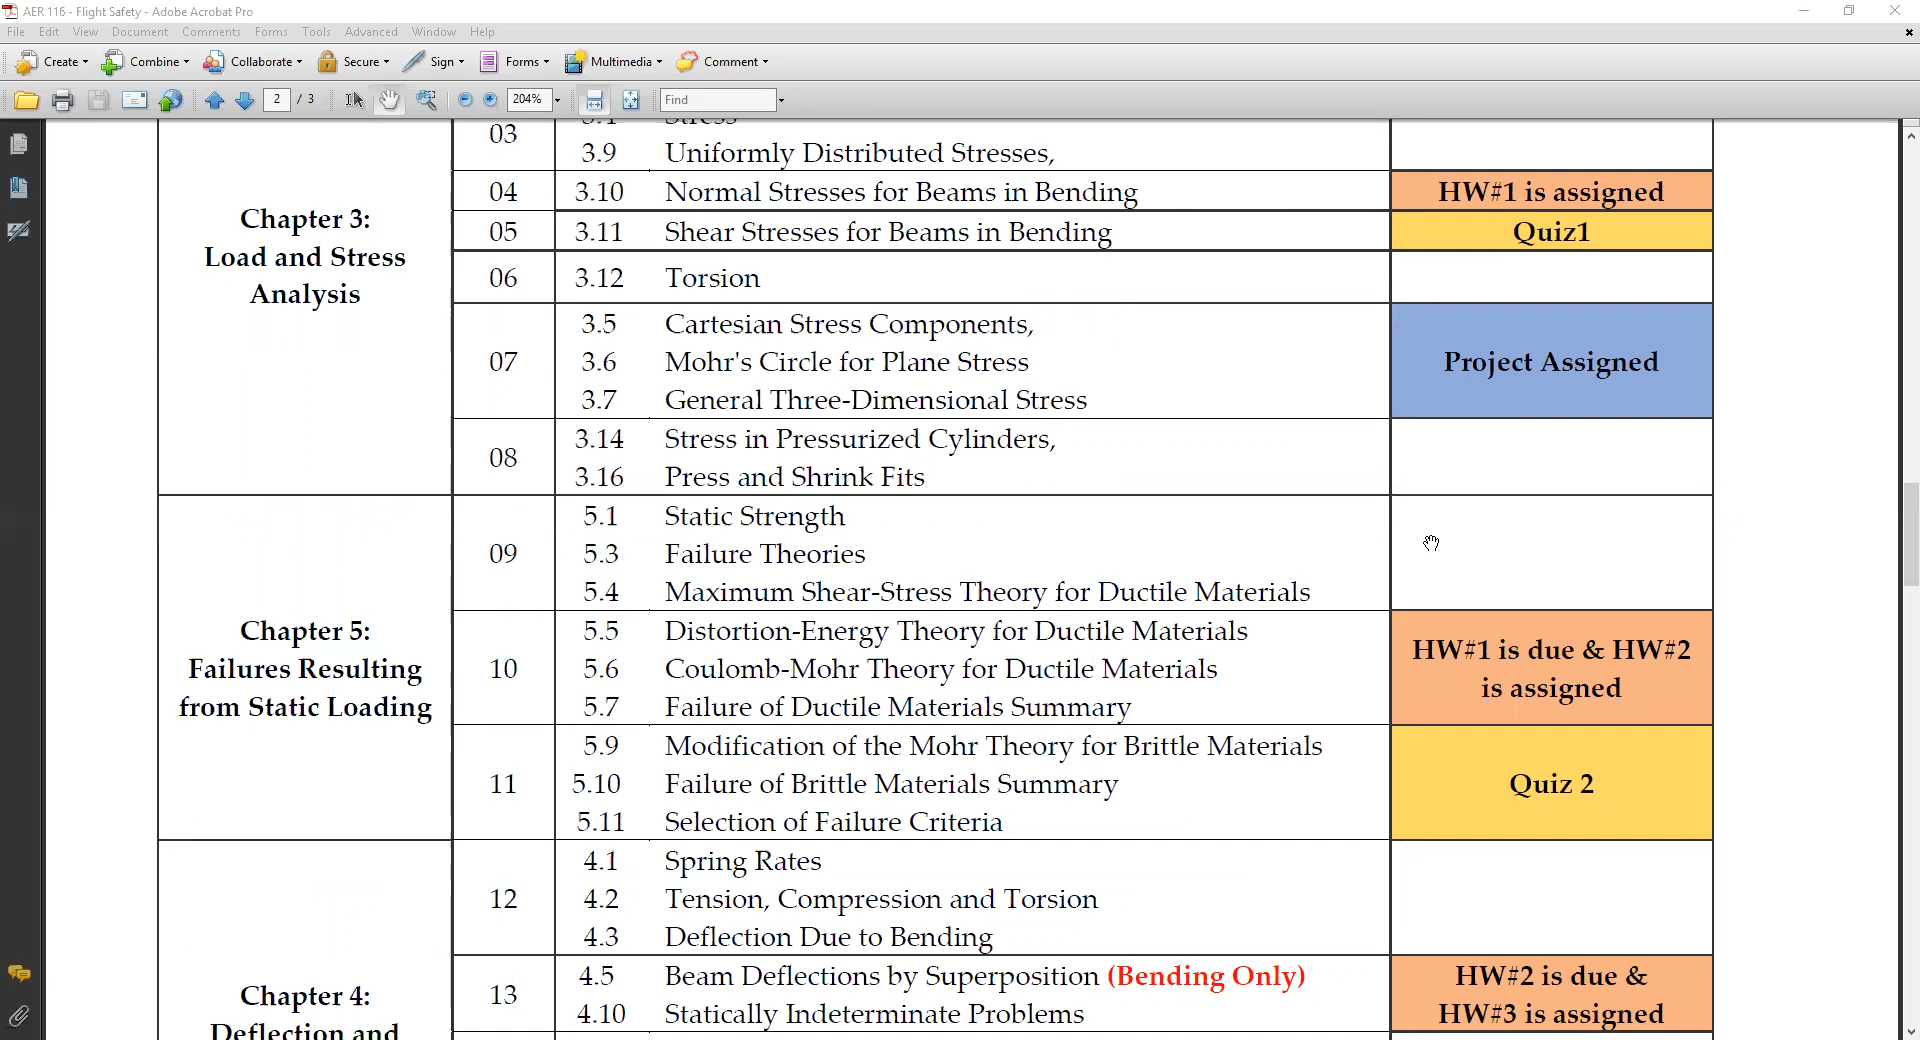 AER 116 - Flight Safety - Adobe Acrobat Pro
File Edit View Document Comments Forms Tools Advanced Window Help
Create Combine Collaborate Secure Sign Forms Multimedia Comment
2 / 3 204% Find
03
3.9 Uniformly Distributed Stresses,
04 3.10 Normal Stresses for Beams in Bending HW#1 is assigned
05 3.11 Shear Stresses for Beams in Bending Quiz1
06 3.12 Torsion
Chapter 3:
Load and Stress
Analysis
07
3.5 Cartesian Stress Components,
3.6 Mohr's Circle for Plane Stress
3.7 General Three-Dimensional Stress
Project Assigned
08
3.14 Stress in Pressurized Cylinders,
3.16 Press and Shrink Fits
Chapter 5:
Failures Resulting
from Static Loading
09
5.1 Static Strength
5.3 Failure Theories
5.4 Maximum Shear-Stress Theory for Ductile Materials
10
5.5 Distortion-Energy Theory for Ductile Materials
5.6 Coulomb-Mohr Theory for Ductile Materials
5.7 Failure of Ductile Materials Summary
HW#1 is due & HW#2
is assigned
11
5.9 Modification of the Mohr Theory for Brittle Materials
5.10 Failure of Brittle Materials Summary
5.11 Selection of Failure Criteria
Quiz 2
Chapter 4:
Deflection and
12
4.1 Spring Rates
4.2 Tension, Compression and Torsion
4.3 Deflection Due to Bending
13
4.5 Beam Deflections by Superposition (Bending Only)
4.10 Statically Indeterminate Problems
HW#2 is due &
HW#3 is assigned